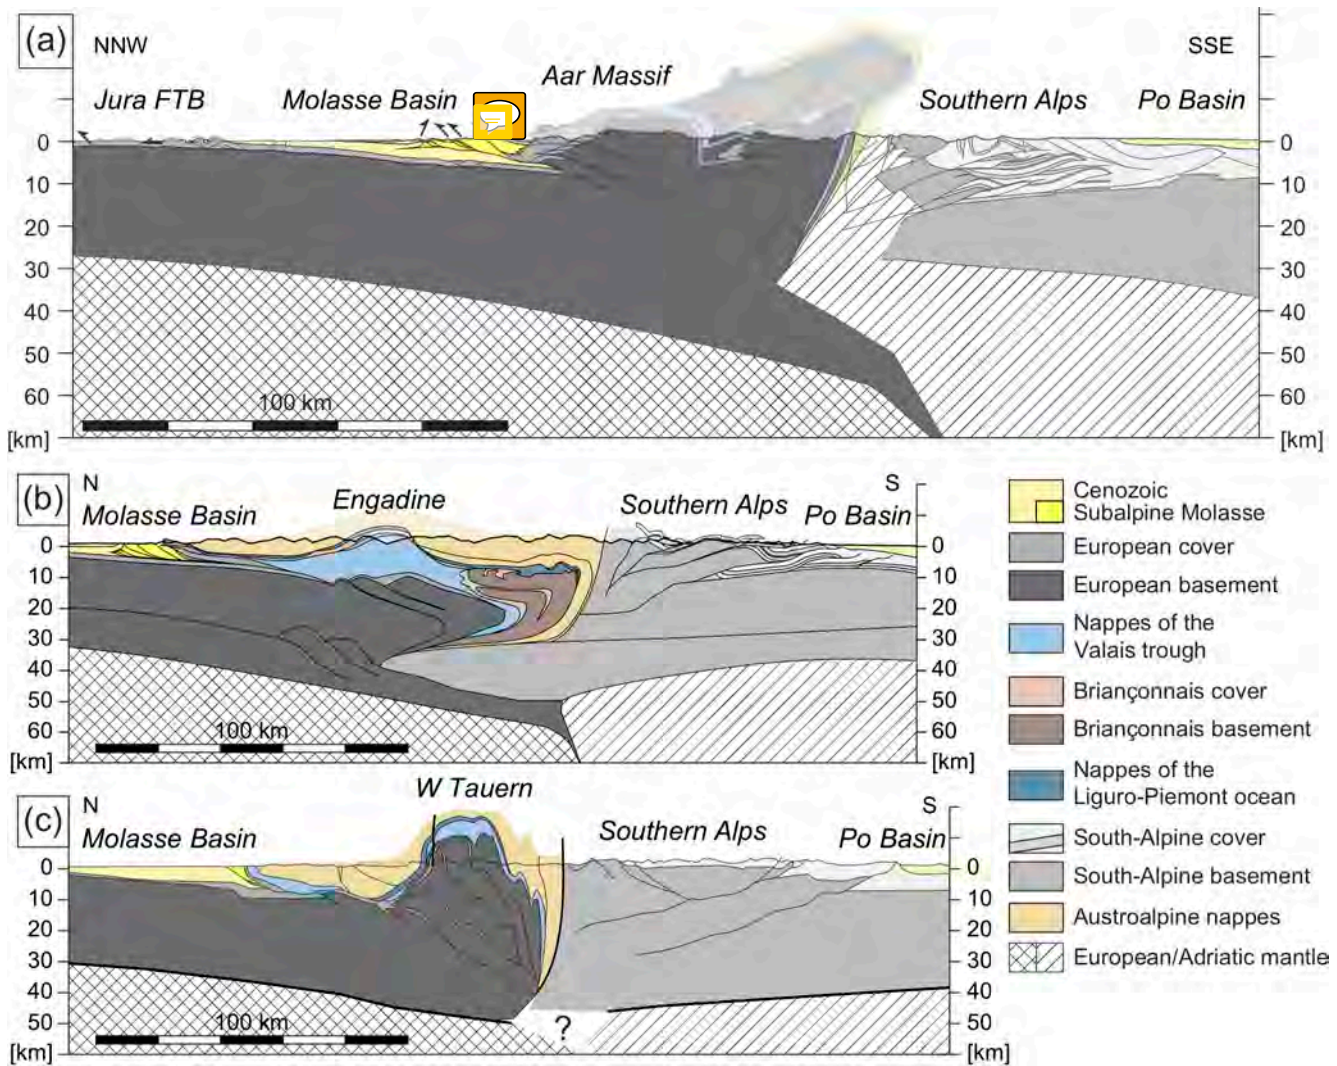 (a)
NNW
SSE
Aar Massif
Jura FTB
Molasse Basin
Southern Alps
Po Basin
0
10
20
30
40
50
60
[km]
0
10
20
30
40
50
60
[km]
100 km
(b)
N
S
Engadine
Molasse Basin
Southern Alps
Po Basin
0
10
20
30
40
50
60
[km]
0
10
20
30
40
50
60
[km]
100 km
Cenozoic
Subalpine Molasse
European cover
European basement
Nappes of the
Valais trough
Briançonnais cover
Briançonnais basement
Nappes of the
Liguro-Piemont ocean
South-Alpine cover
South-Alpine basement
Austroalpine nappes
European/Adriatic mantle
(c)
N
S
W Tauern
Molasse Basin
Southern Alps
Po Basin
0
10
20
30
40
50
[km]
0
10
20
30
40
50
[km]
100 km
?